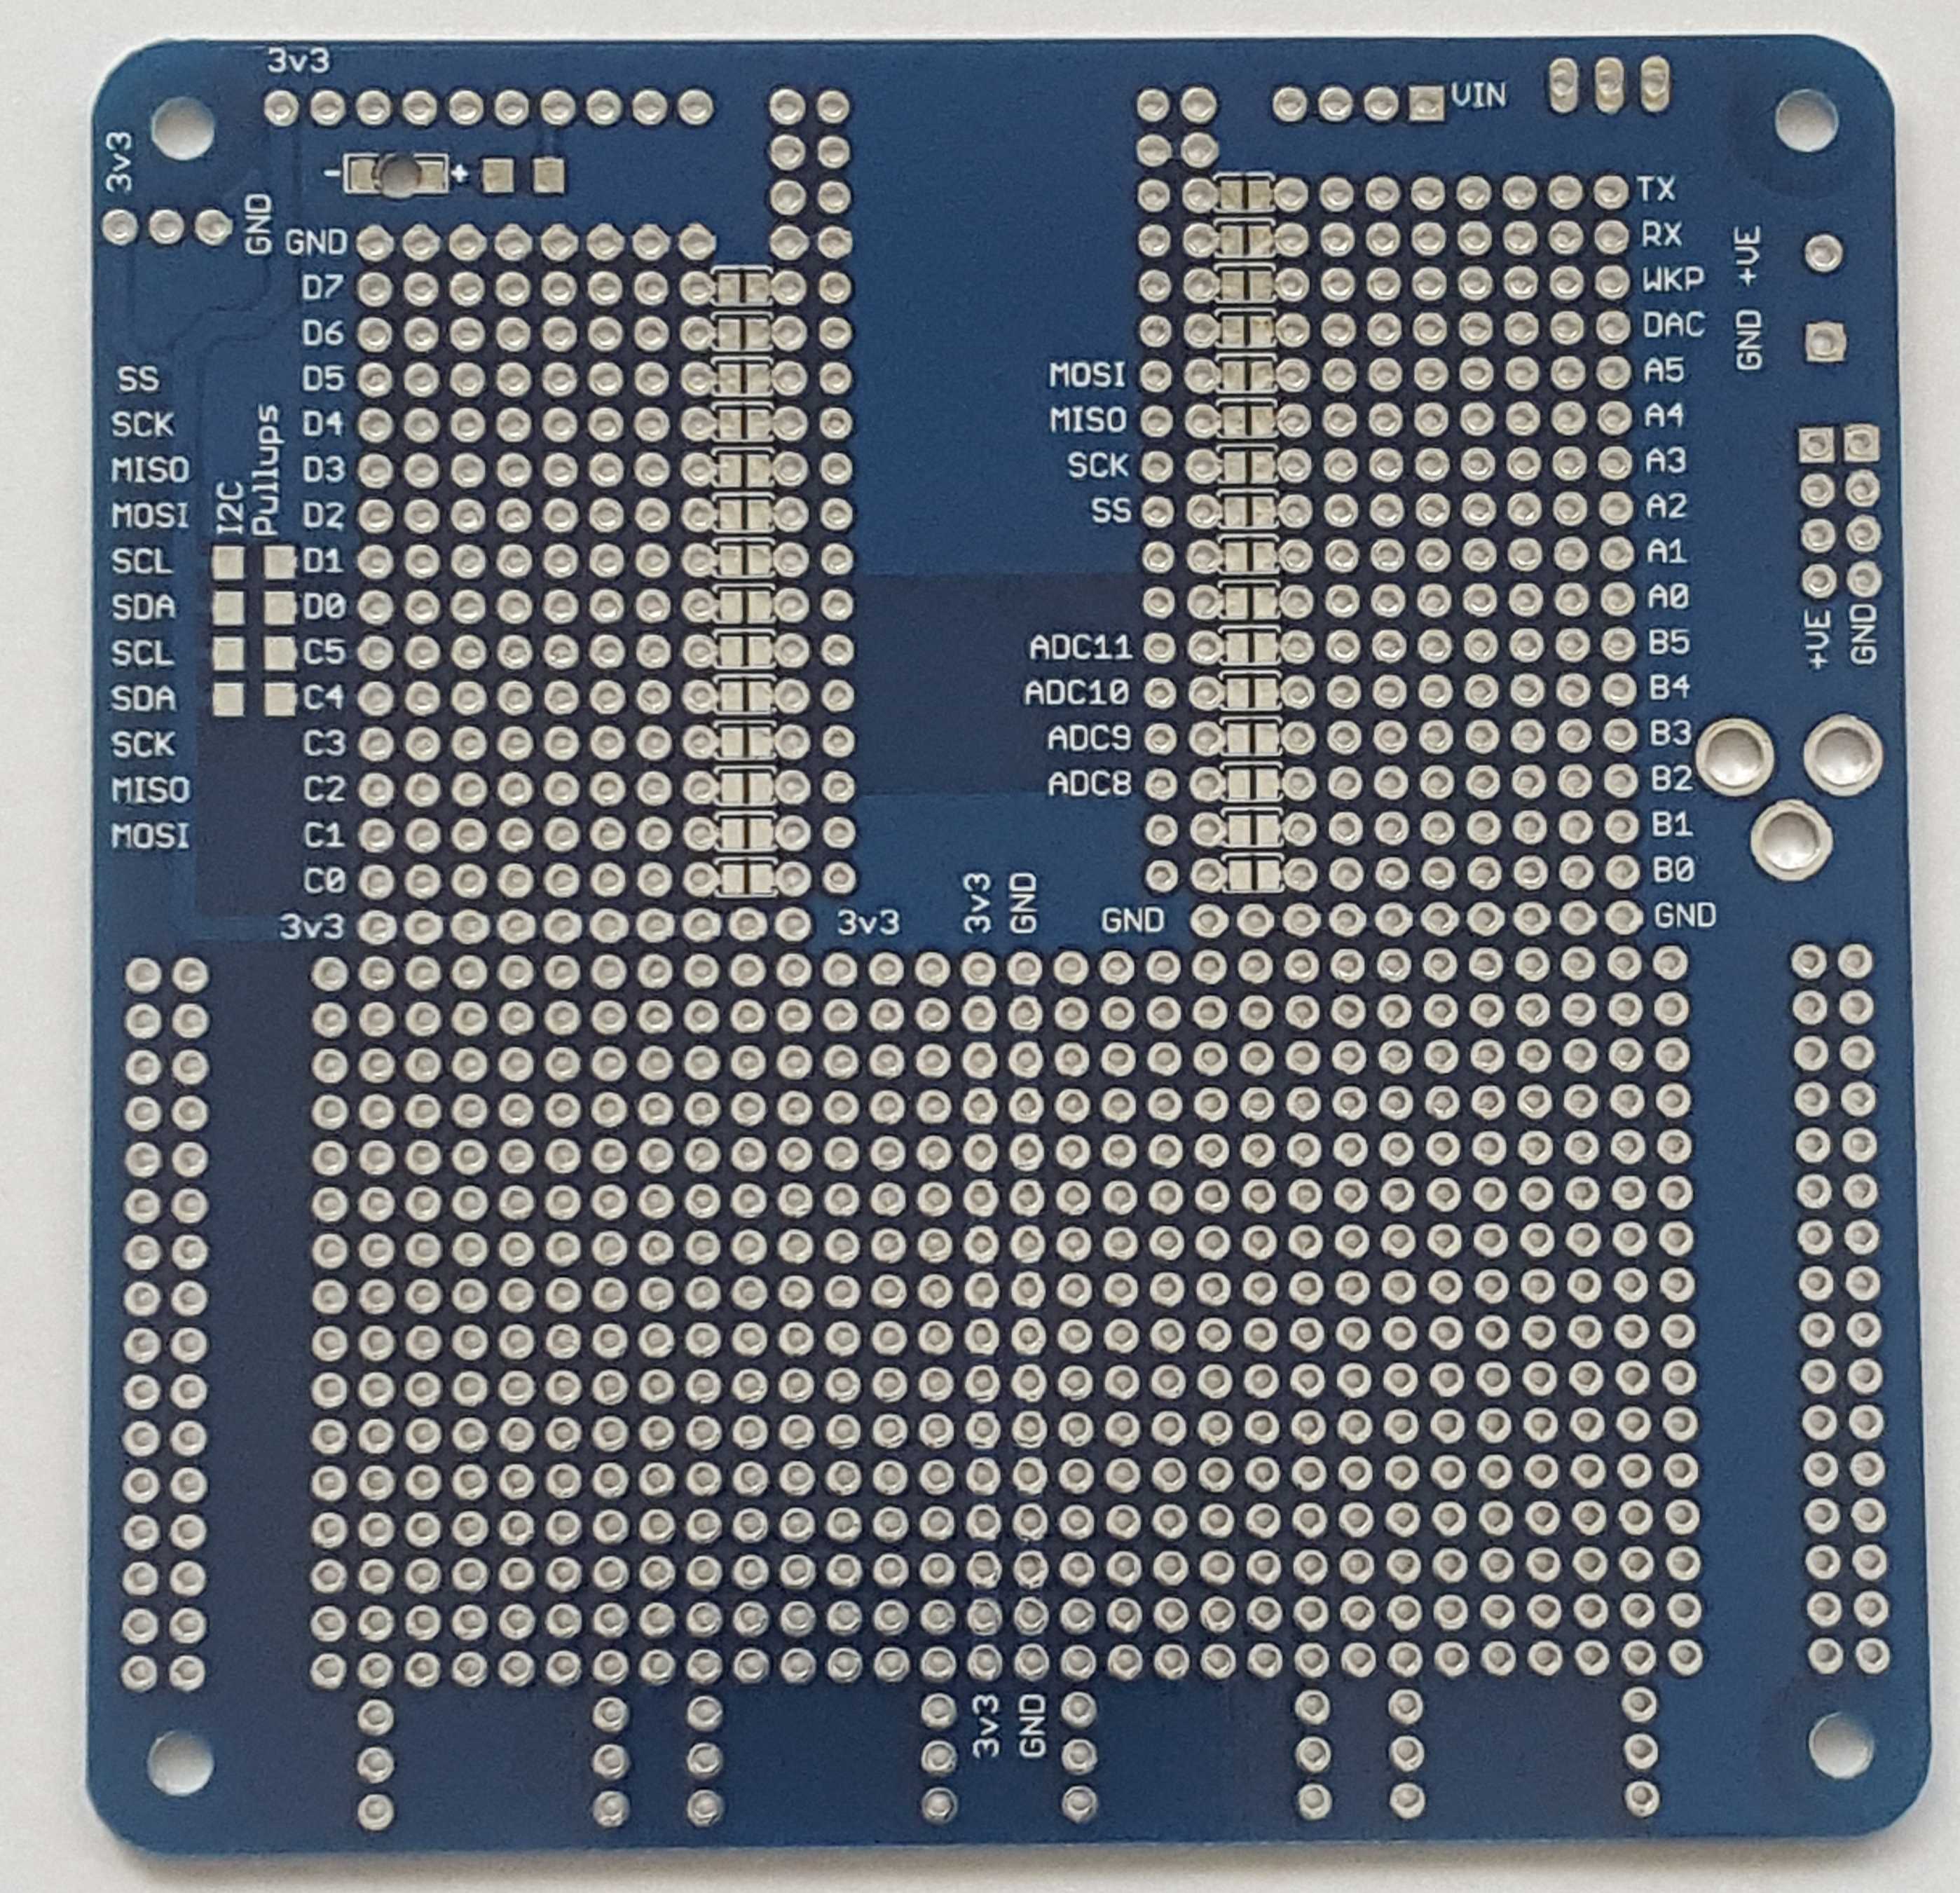 3v3
VIN
3v3
- +
GND
GND
TX
RX
+VE
D7
WKP
D6
DAC
GND
SS
D5
MOSI
A5
SCK
D4
MISO
A4
MISO
D3
SCK
A3
MOSI
D2
SS
A2
I2C
Pullups
SCL
D1
A1
SDA
D0
A0
SCL
C5
ADC11
B5
+VE
GND
SDA
C4
ADC10
B4
SCK
C3
ADC9
B3
MISO
C2
ADC8
B2
MOSI
C1
B1
C0
B0
3v3
3v3
3v3
GND
GND
GND
3v3
GND